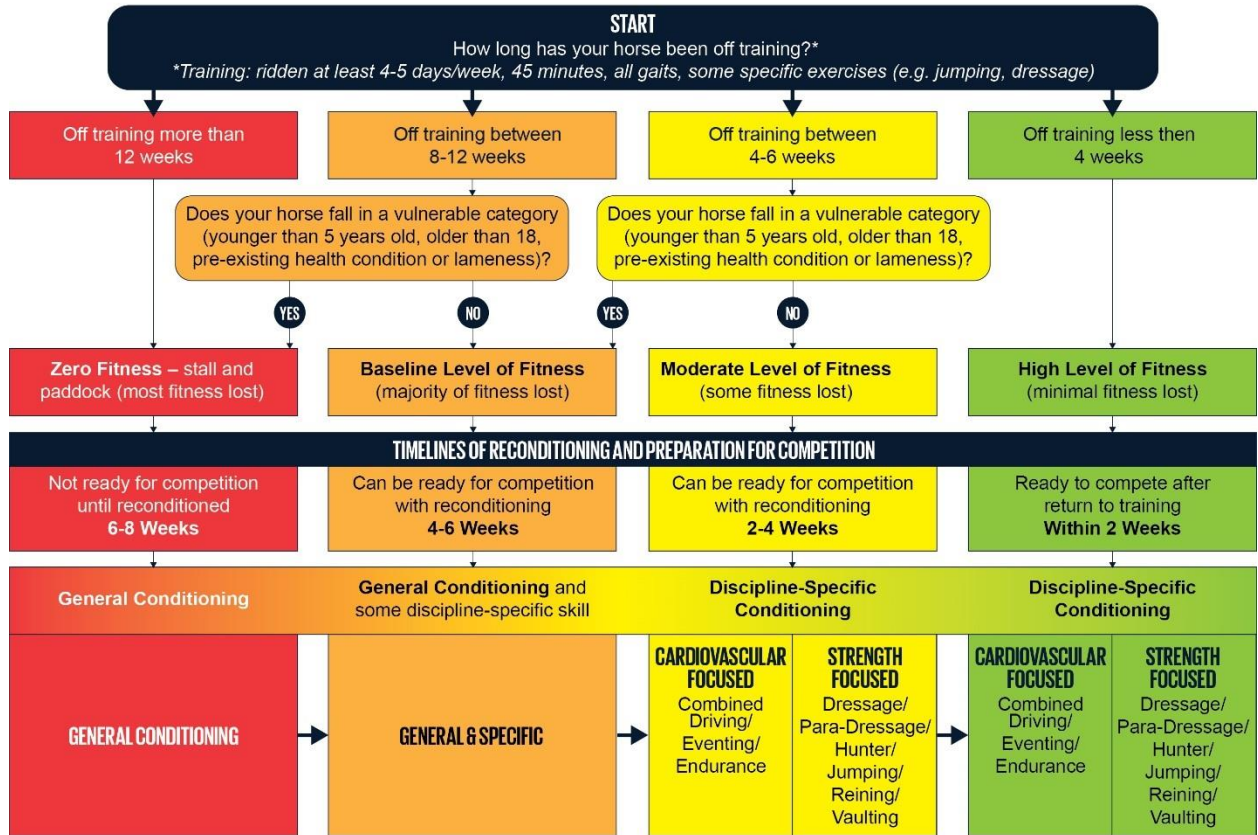 START
How long has your horse been off training?*
*Training: ridden at least 4-5 days/week, 45 minutes, all gaits, some specific exercises (e.g. jumping, dressage)
Off training more than
12 weeks
Off training between
8-12 weeks
Off training between
4-6 weeks
Off training less then
4 weeks
Does your horse fall in a vulnerable category
(younger than 5 years old, older than 18,
pre-existing health condition or lameness)?
Does your horse fall in a vulnerable category
(younger than 5 years old, older than 18,
pre-existing health condition or lameness)?
YES
NO
YES
NO
Zero Fitness – stall and
paddock (most fitness lost)
Baseline Level of Fitness
(majority of fitness lost)
Moderate Level of Fitness
(some fitness lost)
High Level of Fitness
(minimal fitness lost)
TIMELINES OF RECONDITIONING AND PREPARATION FOR COMPETITION
Not ready for competition
until reconditioned
6-8 Weeks
Can be ready for competition
with reconditioning
4-6 Weeks
Can be ready for competition
with reconditioning
2-4 Weeks
Ready to compete after
return to training
Within 2 Weeks
General Conditioning
General Conditioning and
some discipline-specific skill
Discipline-Specific
Conditioning
Discipline-Specific
Conditioning
GENERAL CONDITIONING
GENERAL & SPECIFIC
CARDIOVASCULAR
FOCUSED
Combined
Driving/
Eventing/
Endurance
STRENGTH
FOCUSED
Dressage/
Para-Dressage/
Hunter/
Jumping/
Reining/
Vaulting
CARDIOVASCULAR
FOCUSED
Combined
Driving/
Eventing/
Endurance
STRENGTH
FOCUSED
Dressage/
Para-Dressage/
Hunter/
Jumping/
Reining/
Vaulting